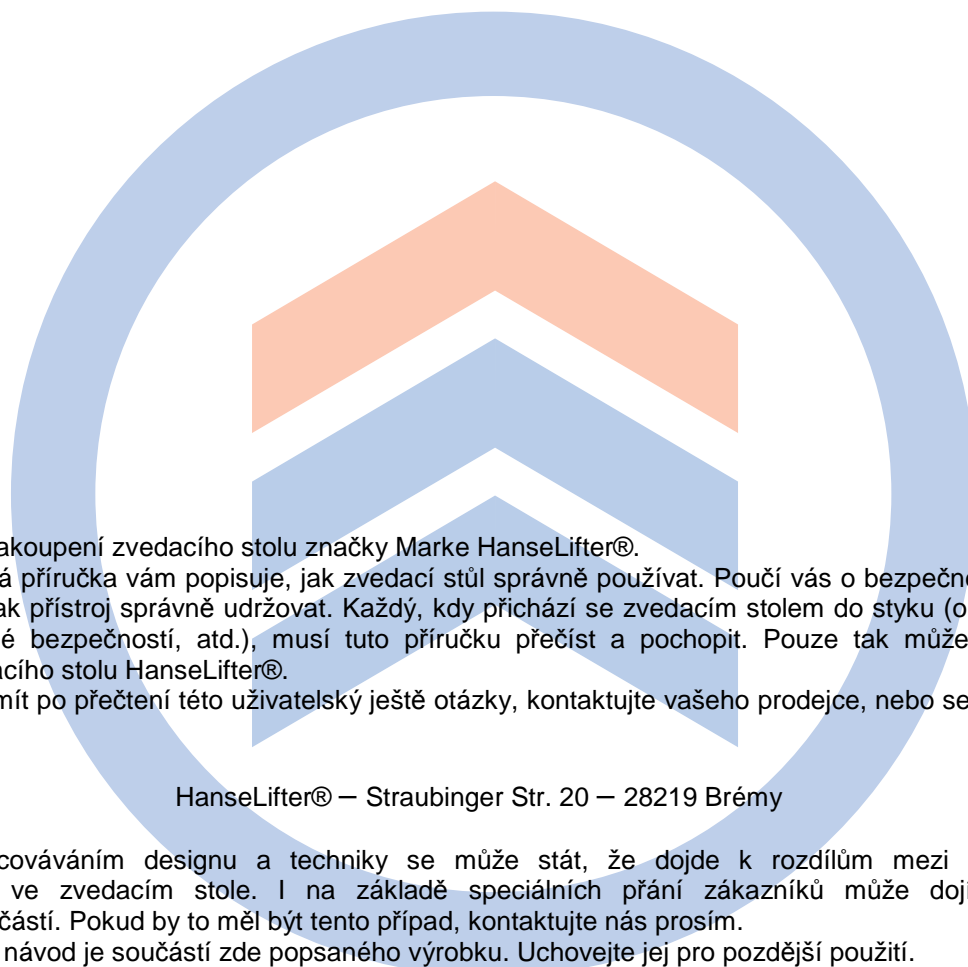 akoupení zvedacího stolu značky Marke HanseLifter®.
á příručka vám popisuje, jak zvedací stůl správně používat. Poučí vás o bezpečn
ak přístroj správně udržovat. Každý, kdy přichází se zvedacím stolem do styku (o
é bezpečností, atd.), musí tuto příručku přečíst a pochopit. Pouze tak může
acího stolu HanseLifter®.
mít po přečtení této uživatelský ještě otázky, kontaktujte vašeho prodejce, nebo se
HanseLifter® – Straubinger Str. 20 – 28219 Brémy
cováváním designu a techniky se může stát, že dojde k rozdílům mezi
ve zvedacím stole. I na základě speciálních přání zákazníků může dojí
částí. Pokud by to měl být tento případ, kontaktujte nás prosím.
návod je součástí zde popsaného výrobku. Uchovejte jej pro pozdější použití.